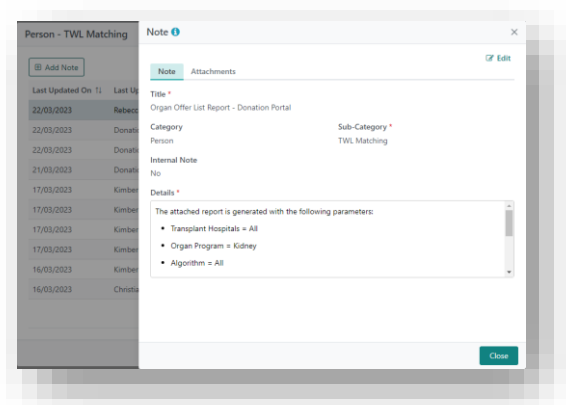 Person - TWL Matching
Note
Edit
Add Note
Note Attachments
Last Updated On Last Up
Title *
Organ Offer List Report - Donation Portal
22/03/2023 Rebecc
22/03/2023 Donati
22/03/2023 Donati
21/03/2023 Donati
17/03/2023 Kimber
17/03/2023 Kimber
17/03/2023 Kimber
17/03/2023 Kimber
16/03/2023 Kimber
16/03/2023 Christia
Category Sub-Category *
Person TWL Matching
Internal Note
No
Details *
The attached report is generated with the following parameters:
• Transplant Hospitals = All
• Organ Program = Kidney
• Algorithm = All
Close